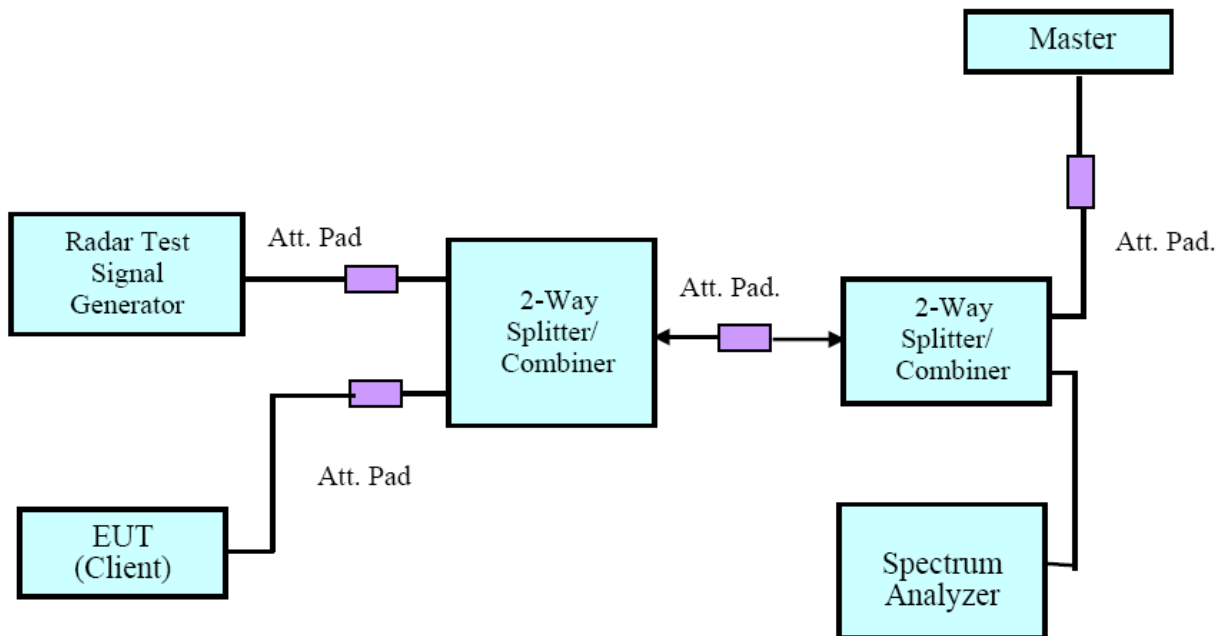 Master
Att. Pad.
Radar Test
Signal
Generator
Att. Pad
2-Way
Splitter/
Combiner
Att. Pad.
2-Way
Splitter/
Combiner
Att. Pad
EUT
(Client)
Spectrum
Analyzer